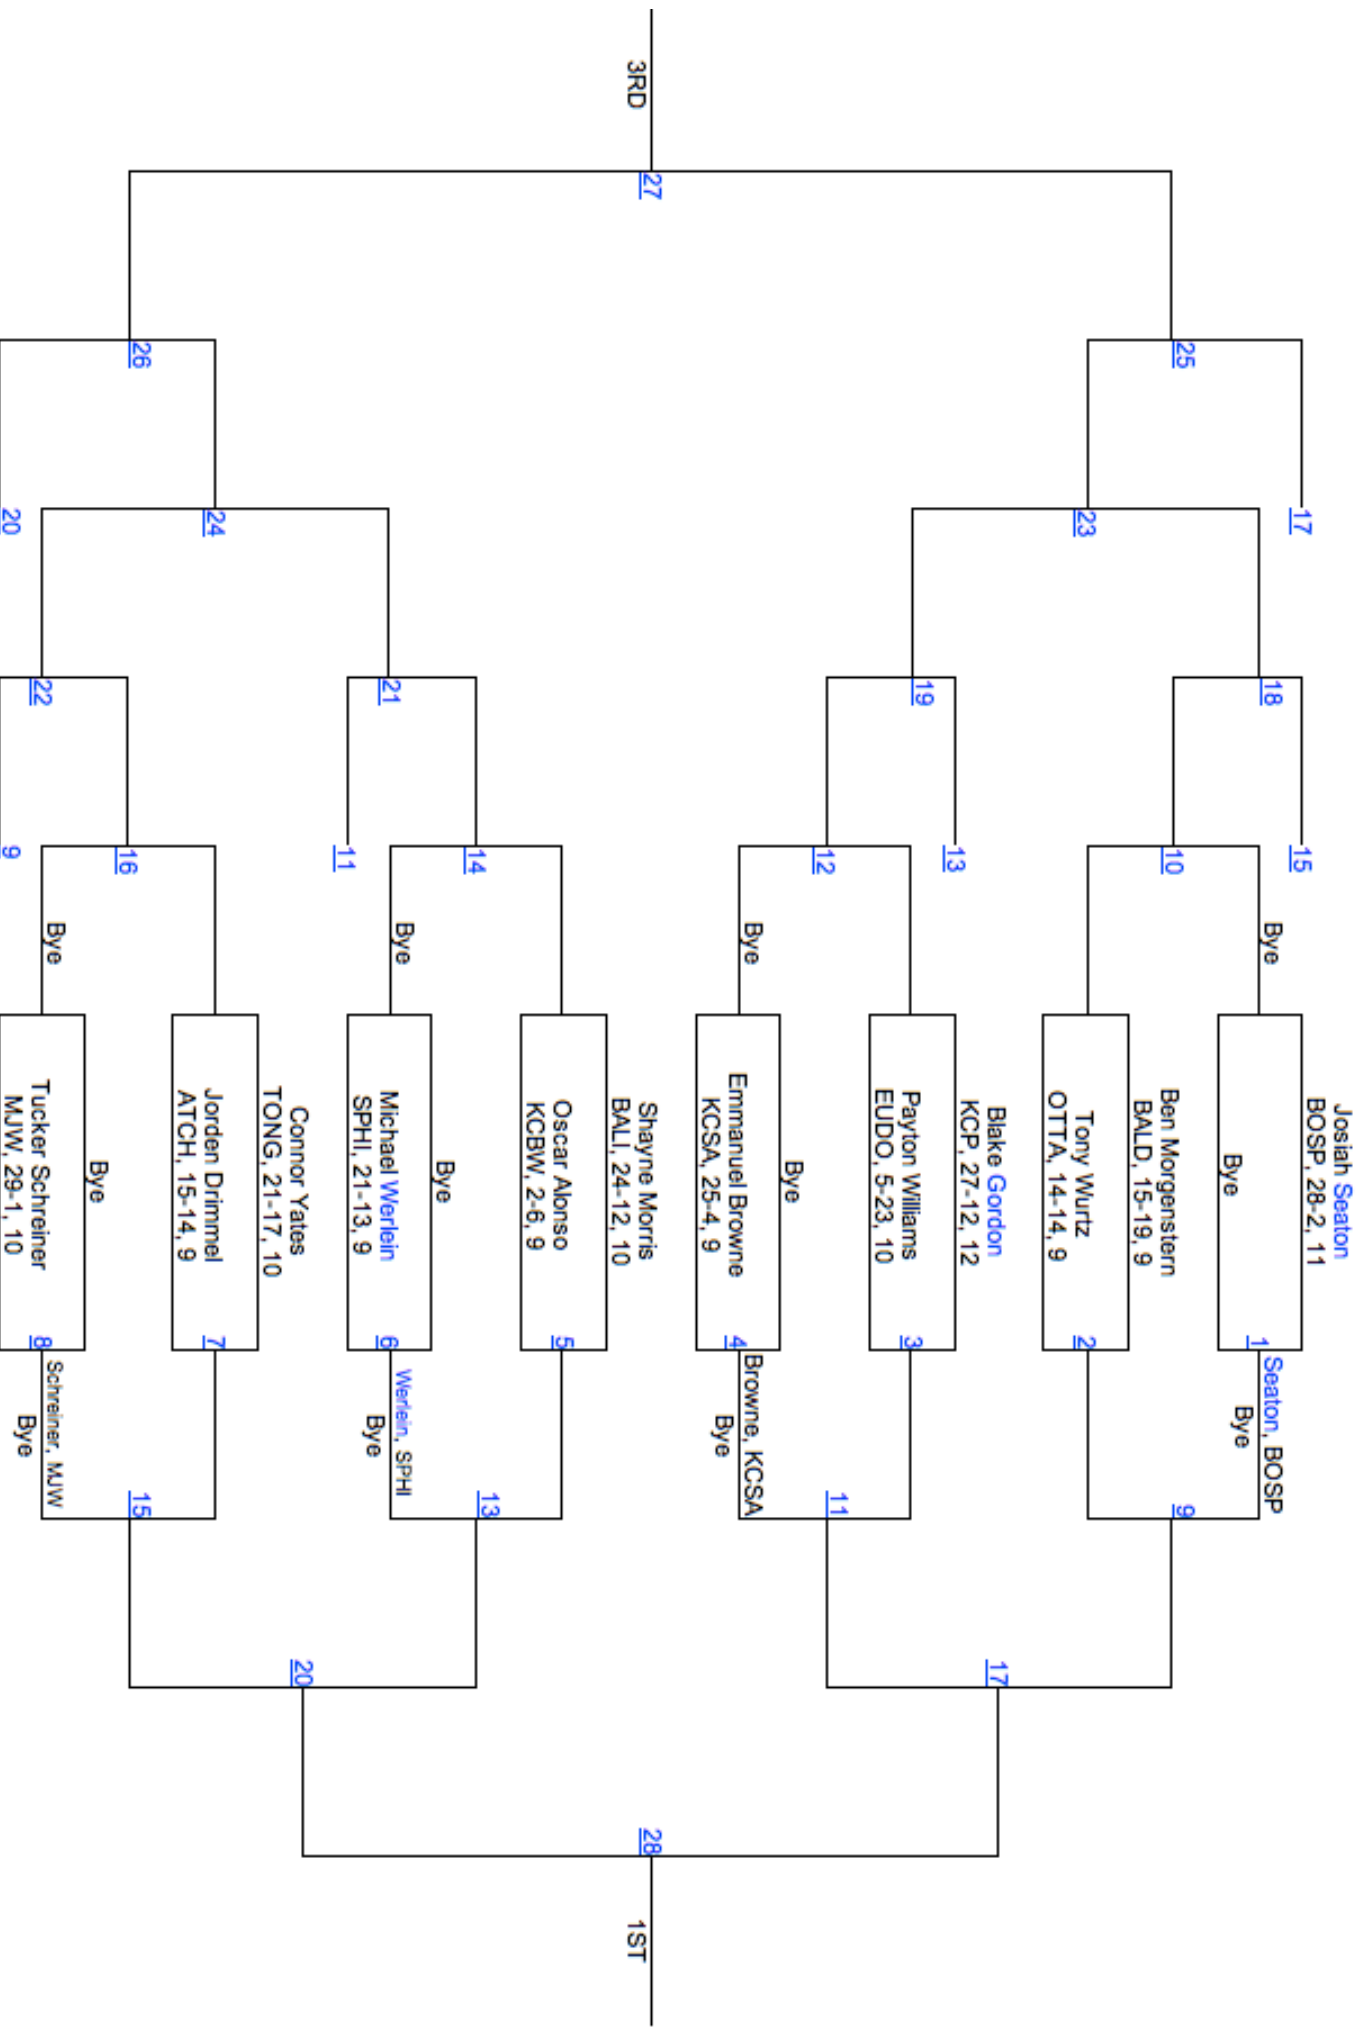 Josiah Seaton
BOSP, 28-2, 11
Bye
Bye
1
Seaton, BOSP
Bye
Ben Morgenstern
BALD, 15-19, 9
Tony Wurtz
OTTA, 14-14, 9
2
Blake Gordon
KCP, 27-12, 12
Payton Williams
EUDO, 5-23, 10
3
Bye
Emmanuel Browne
KCSA, 25-4, 9
Bye
4
Browne, KCSA
Bye
Shayne Morris
BALI, 24-12, 10
Oscar Alonso
KCBW, 2-6, 9
5
Bye
Michael Werlein
SPHI, 21-13, 9
Bye
6
Werlein, SPHI
Bye
Connor Yates
TONG, 21-17, 10
Jorden Drimmel
ATCH, 15-14, 9
7
Bye
Tucker Schreiner
MJW, 29-1, 10
Bye
8
Schreiner, MJW
Bye
9
11
13
15
17
20
28
1ST
15
10
13
12
14
11
16
9
18
19
21
22
17
23
24
20
25
26
27
3RD